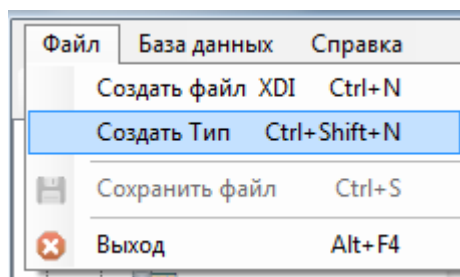 Файл База данных Справка
Создать файл XDI Ctrl+N
Создать Тип Ctrl+Shift+N
Сохранить файл Ctrl+S
Выход Alt+F4